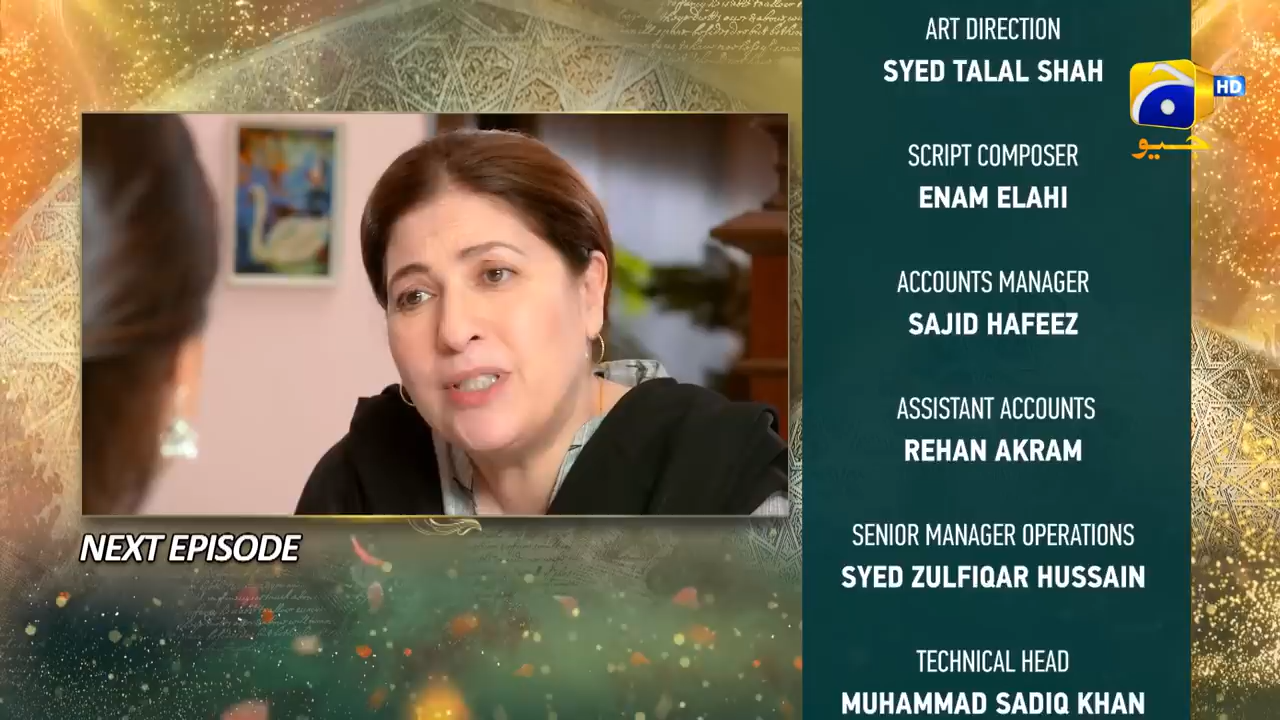 ART DIRECTION
SYED TALAL SHAH
HD
جیو
SCRIPT COMPOSER
ENAM ELAHI
ACCOUNTS MANAGER
SAJID HAFEEZ
ASSISTANT ACCOUNTS
REHAN AKRAM
NEXT EPISODE
SENIOR MANAGER OPERATIONS
SYED ZULFIQAR HUSSAIN
TECHNICAL HEAD
MUHAMMAD SADIQ KHAN